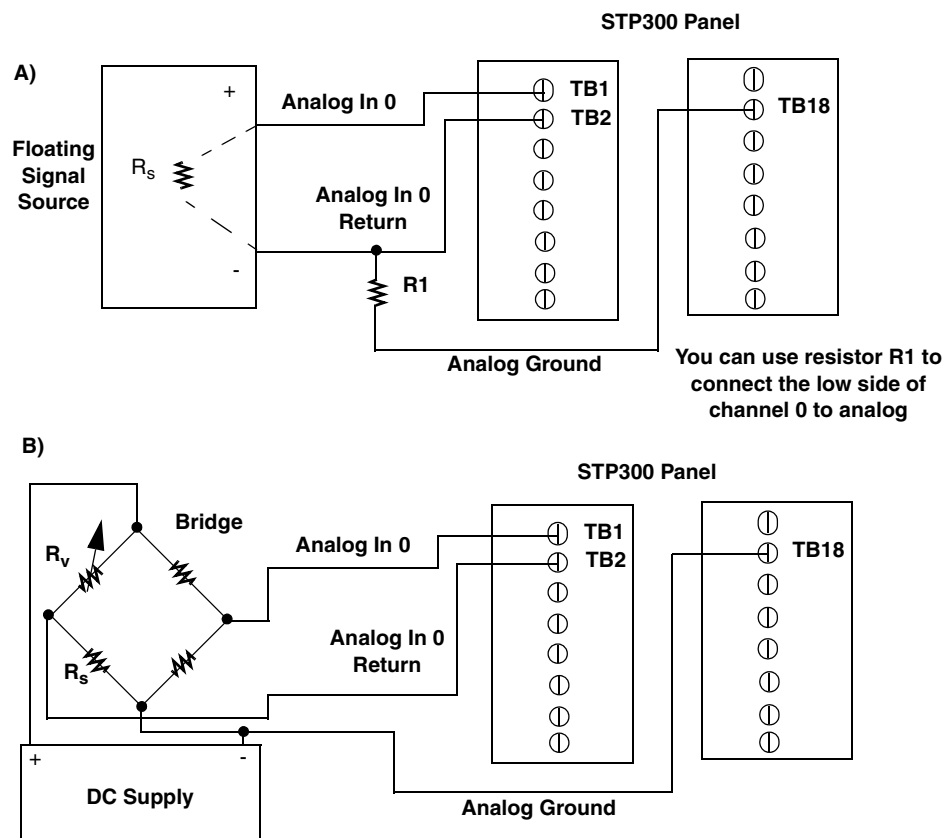 STP300 Panel
A)
+
Analog In 0
TB1
TB2
TB18
Floating
Signal
Source
Rs
Analog In 0
Return
-
R1
Analog Ground
You can use resistor R1 to
connect the low side of
channel 0 to analog
B)
STP300 Panel
Bridge
Rv
Analog In 0
TB1
TB2
TB18
Analog In 0
Return
Rs
+
-
DC Supply
Analog Ground